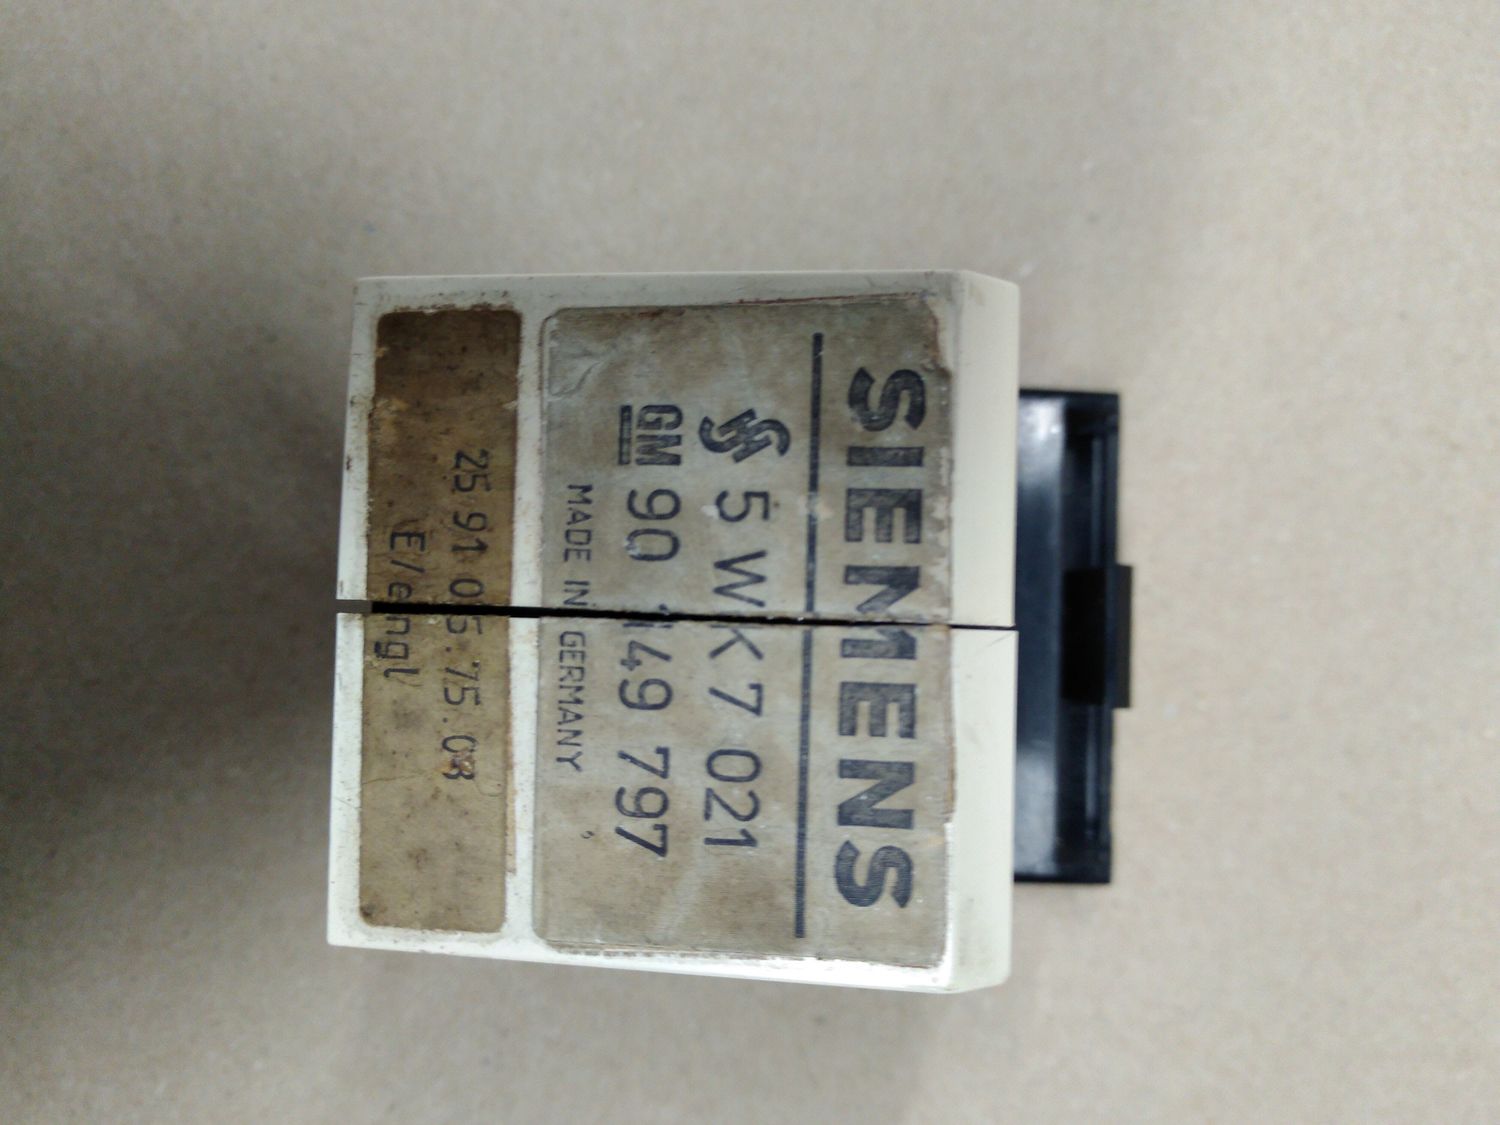 SIEMENS
5 WK7 021
GM 90 149 797
MADE IN GERMANY
25.91 05.75.08
E/engl